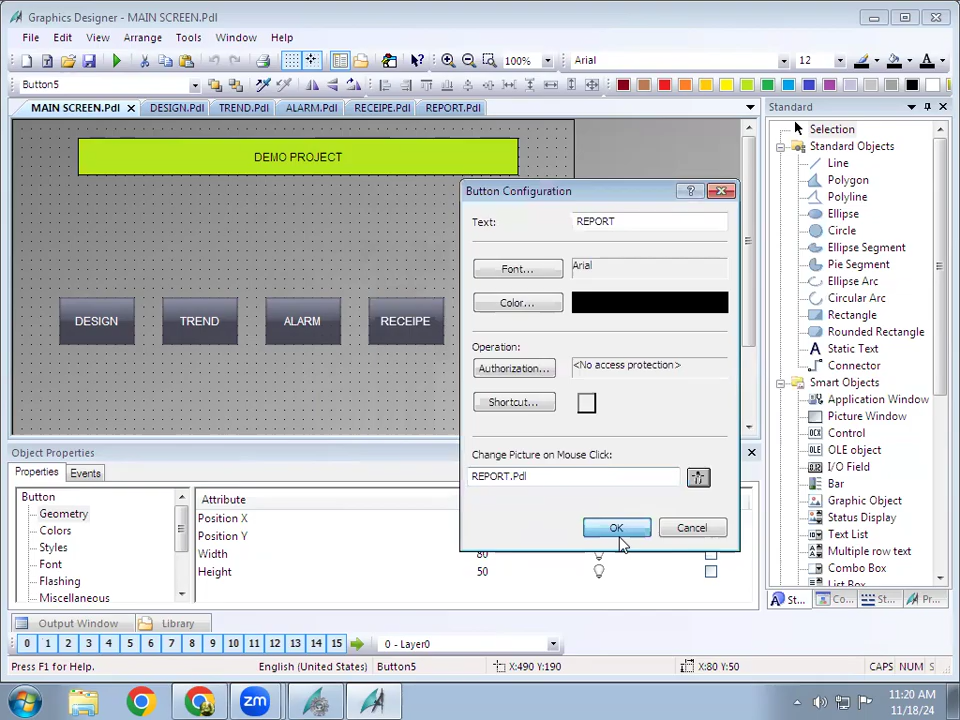 Graphics Designer - MAIN SCREEN.Pdl
File Edit View Arrange Tools Window Help
100% Arial 12
Button5
MAIN SCREEN.Pdl DESIGN.Pdl TREND.Pdl ALARM.Pdl RECEIPE.Pdl REPORT.Pdl
DEMO PROJECT
DESIGN TREND ALARM RECEIPE
Button Configuration
Text: REPORT
Font... Arial
Color...
Operation:
Authorization... <No access protection>
Shortcut...
Change Picture on Mouse Click:
REPORT.Pdl
OK Cancel
Standard
Selection
Standard Objects
Line
Polygon
Polyline
Ellipse
Circle
Ellipse Segment
Pie Segment
Ellipse Arc
Circular Arc
Rectangle
Rounded Rectangle
Static Text
Connector
Smart Objects
Application Window
Picture Window
Control
OLE object
I/O Field
Bar
Graphic Object
Status Display
Text List
Multiple row text
Combo Box
List Box
St... Co... St... Pr...
Object Properties
Properties Events
Button
Geometry
Colors
Styles
Font
Flashing
Miscellaneous
Attribute
Position X
Position Y
Width 80
Height 50
Output Window Library
0 1 2 3 4 5 6 7 8 9 10 11 12 13 14 15 0 - Layer0
Press F1 for Help. English (United States) Button5 X:490 Y:190 X:80 Y:50 CAPS NUM S
zm
11:20 AM
11/18/24